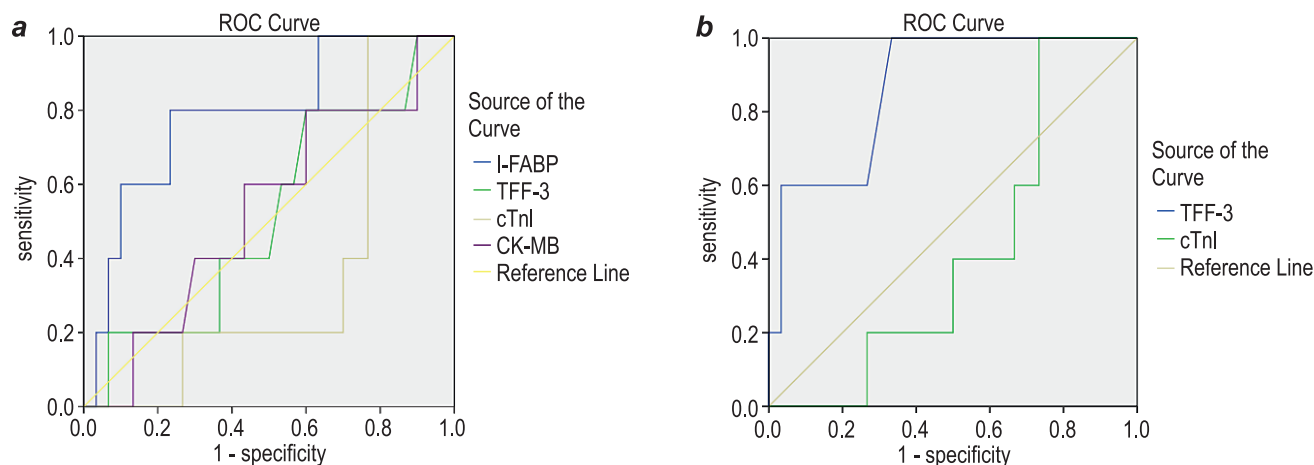 a
ROC Curve
1.0
0.8
0.6
0.4
0.2
0.0
sensitivity
0.0 0.2 0.4 0.6 0.8 1.0
1 - specificity
Source of the
Curve
I-FABP
TFF-3
cTnI
CK-MB
Reference Line
b
ROC Curve
1.0
0.8
0.6
0.4
0.2
0.0
sensitivity
0.0 0.2 0.4 0.6 0.8 1.0
1 - specificity
Source of the
Curve
TFF-3
cTnI
Reference Line